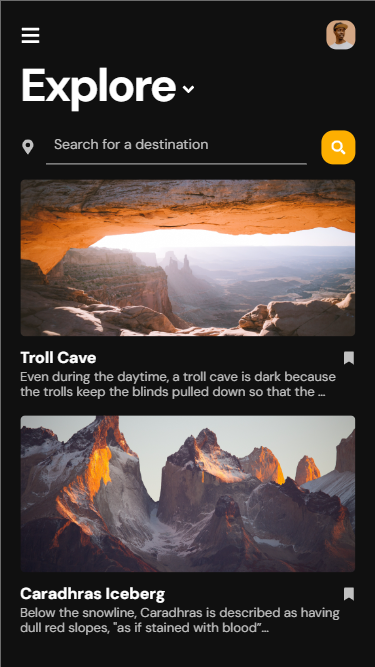 Explore
Search for a destination
Troll Cave
Even during the daytime, a troll cave is dark because
the trolls keep the blinds pulled down so that the ...
Caradhras Iceberg
Below the snowline, Caradhras is described as having
dull red slopes, "as if stained with blood”...